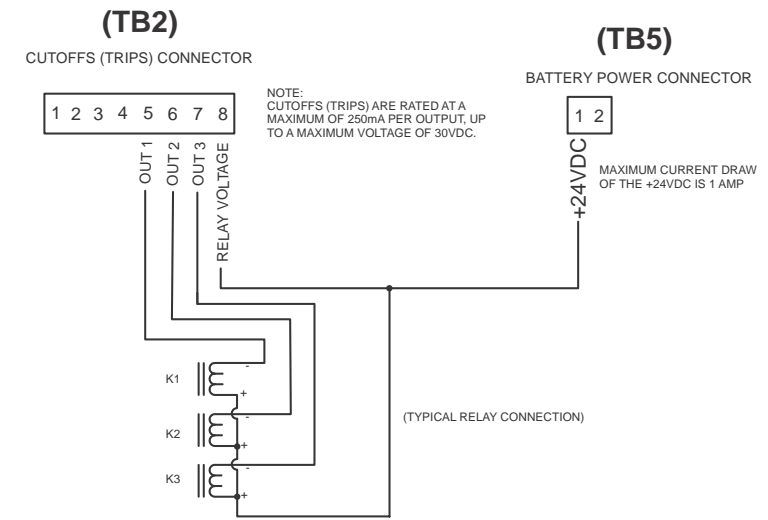 (TB2)
CUTOFFS (TRIPS) CONNECTOR
1 2 3 4 5 6 7 8
OUT 1
OUT 2
OUT 3
RELAY VOLTAGE
NOTE:
CUTOFFS (TRIPS) ARE RATED AT A
MAXIMUM OF 250mA PER OUTPUT, UP
TO A MAXIMUM VOLTAGE OF 30VDC.
(TB5)
BATTERY POWER CONNECTOR
1 2
+24VDC
MAXIMUM CURRENT DRAW
OF THE +24VDC IS 1 AMP
K1
-
+
K2
-
+
K3
-
+
(TYPICAL RELAY CONNECTION)